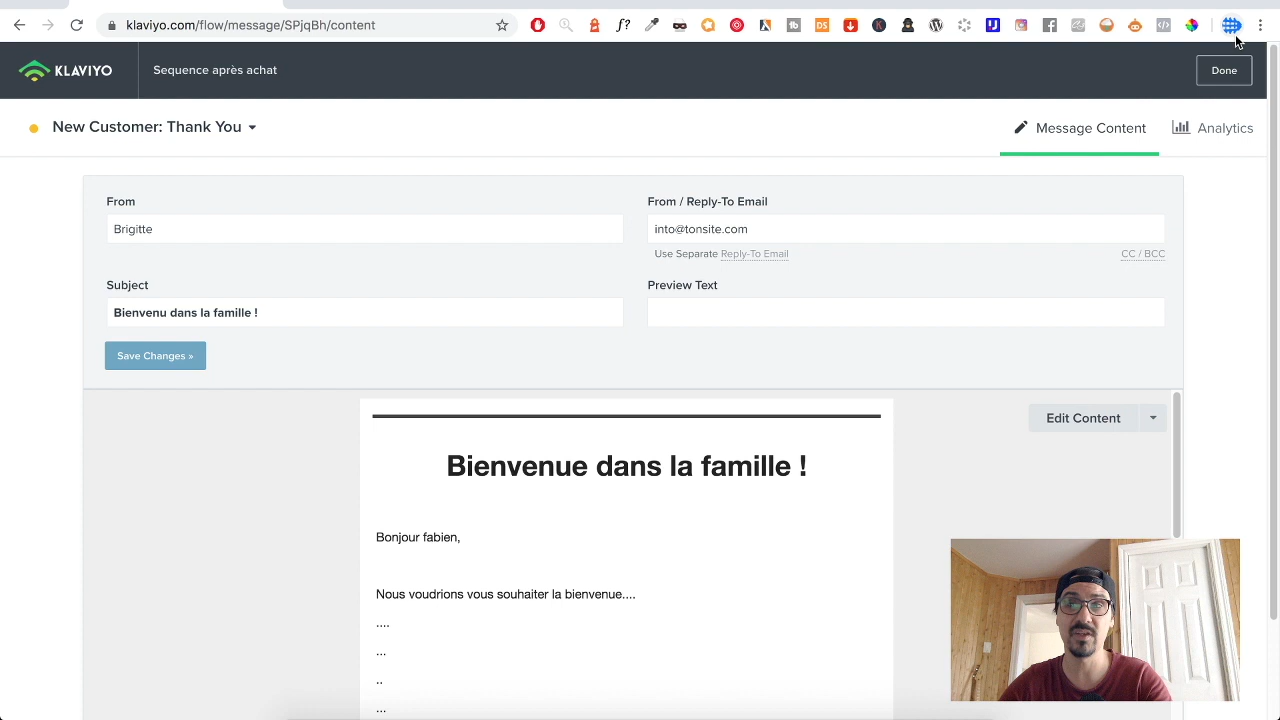 klaviyo.com/flow/message/SPjqBh/content
f?
DS
K
KLAVIYO
Sequence après achat
Done
New Customer: Thank You
Message Content
Analytics
From
From / Reply-To Email
Brigitte
into@tonsite.com
Use Separate Reply-To Email
CC / BCC
Subject
Preview Text
Bienvenu dans la famille !
Save Changes »
Edit Content
Bienvenue dans la famille !
Bonjour fabien,
Nous voudrions vous souhaiter la bienvenue....
....
...
..
...